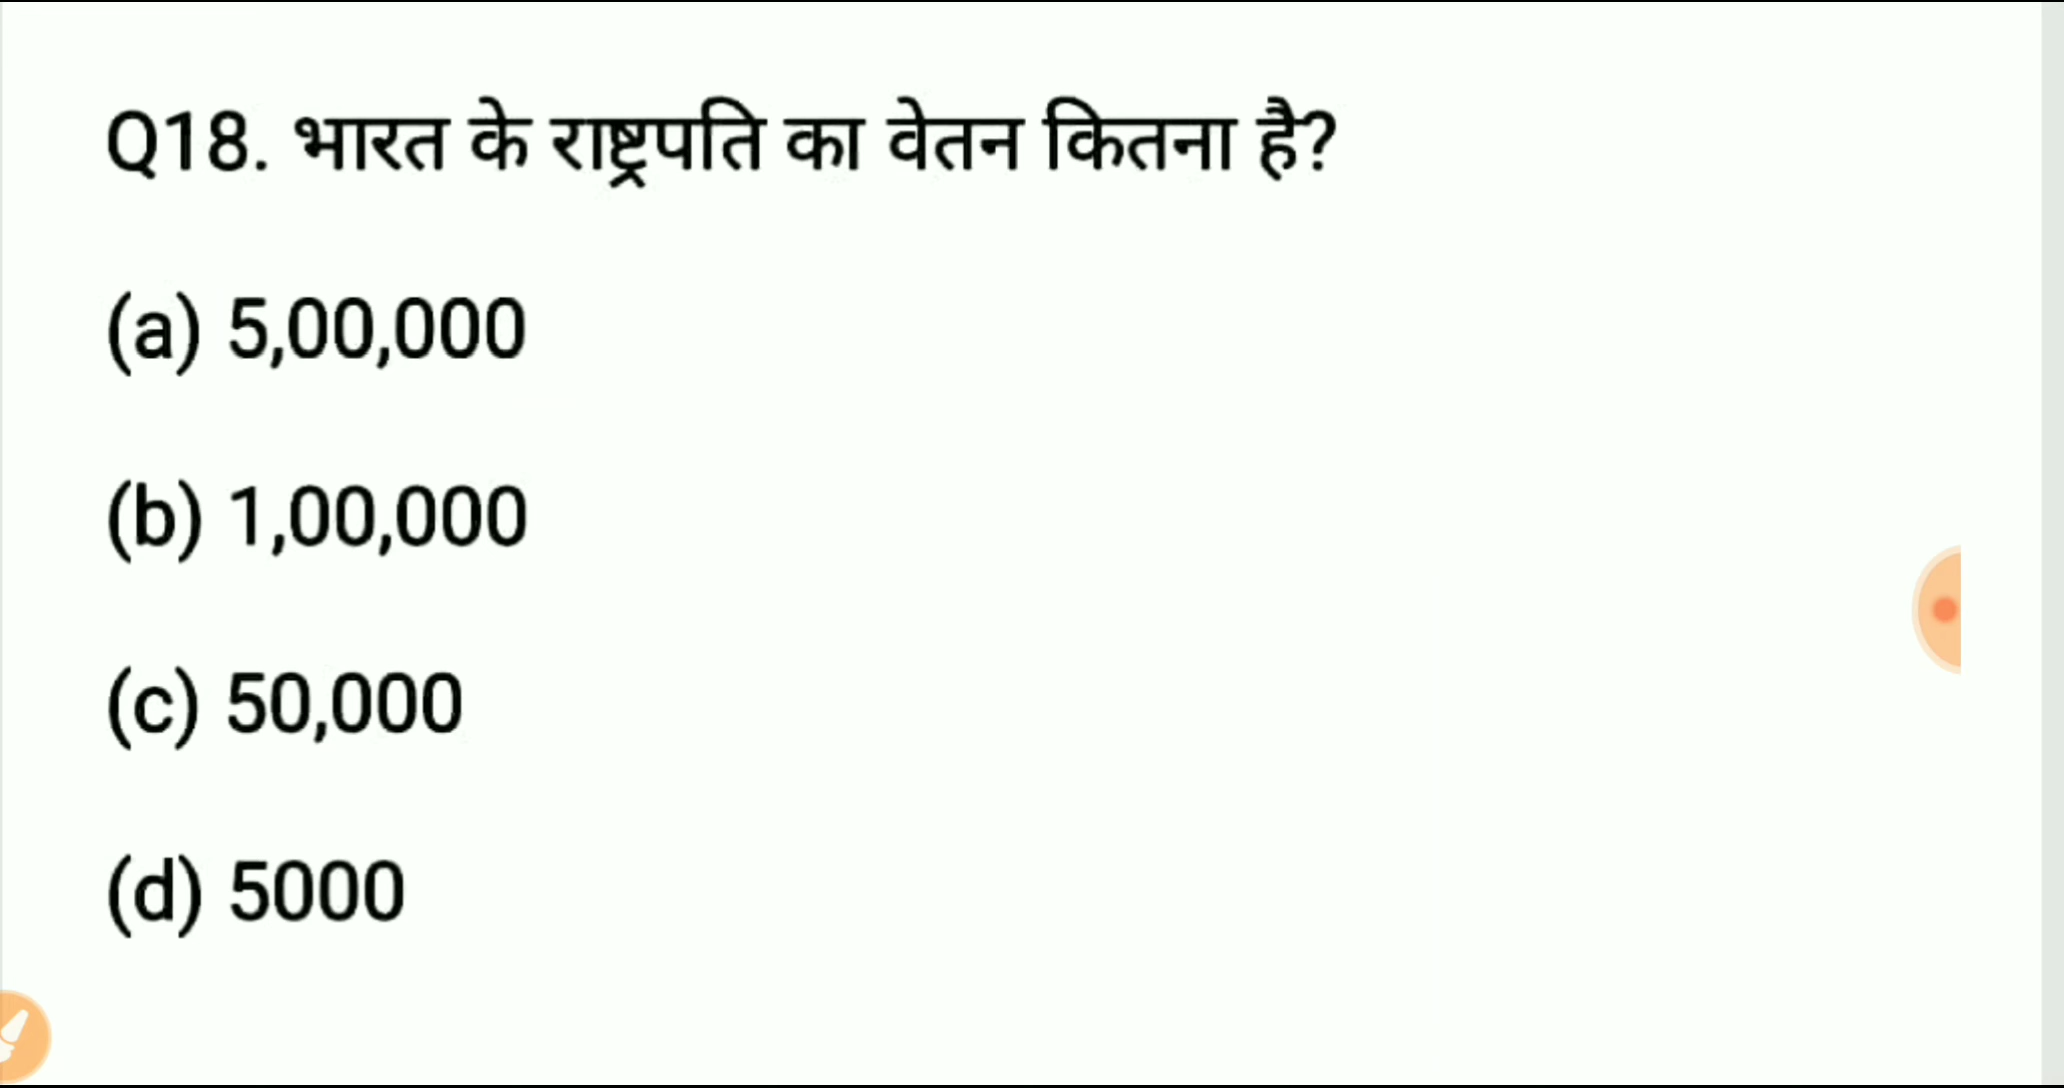 Q18. भारत के राष्ट्रपति का वेतन कितना है?
(a) 5,00,000
(b) 1,00,000
(c) 50,000
(d) 5000